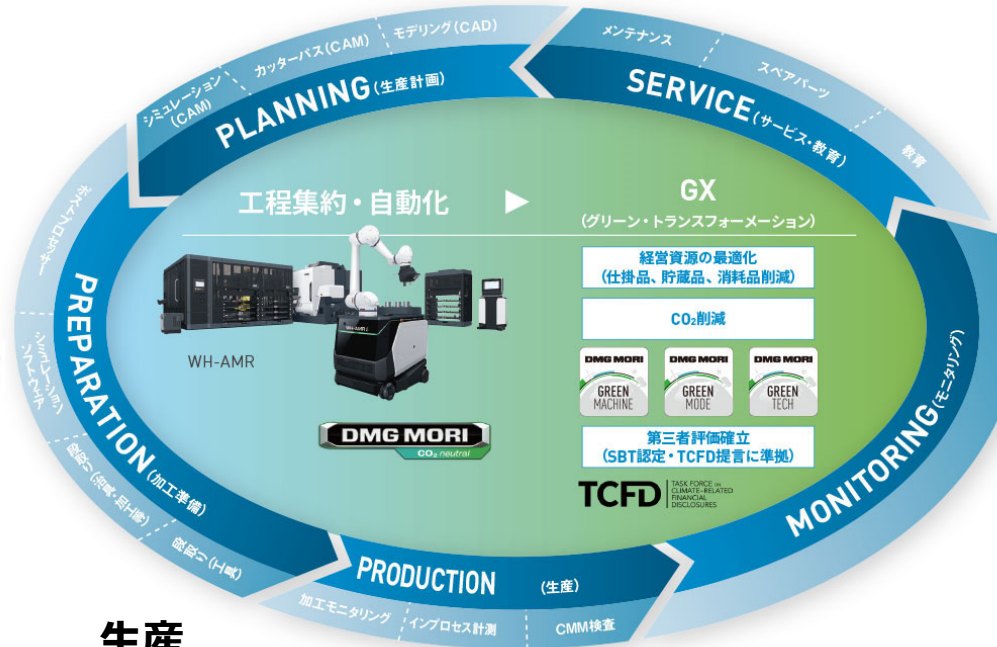 モデリング(CAD)
カッターパス(CAM)
シミュレーション
(CAM)
PLANNING(生産計画)
メンテナンス
スペアパーツ
教育
SERVICE(サービス・教育)
工程集約・自動化
GX
(グリーン・トランスフォーメーション)
経営資源の最適化
(仕掛品、貯蔵品、消耗品削減)
CO₂削減
WH-AMR
WH-AMR
DMG MORI
GREEN
MACHINE
DMG MORI
GREEN
MODE
DMG MORI
GREEN
TECH
DMG MORI
CO₂ neutral
第三者評価確立
(SBT認定・TCFD提言に準拠)
TCFD
TASK FORCE ON
CLIMATE-RELATED
FINANCIAL
DISCLOSURES
ポストプロセッサー
シミュレーション
ソフトウェア
段取り(治具・加工物)
段取り(工具)
PREPARATION(加工準備)
MONITORING(モニタリング)
PRODUCTION (生産)
加工モニタリング
インプロセス計測
CMM検査
生産